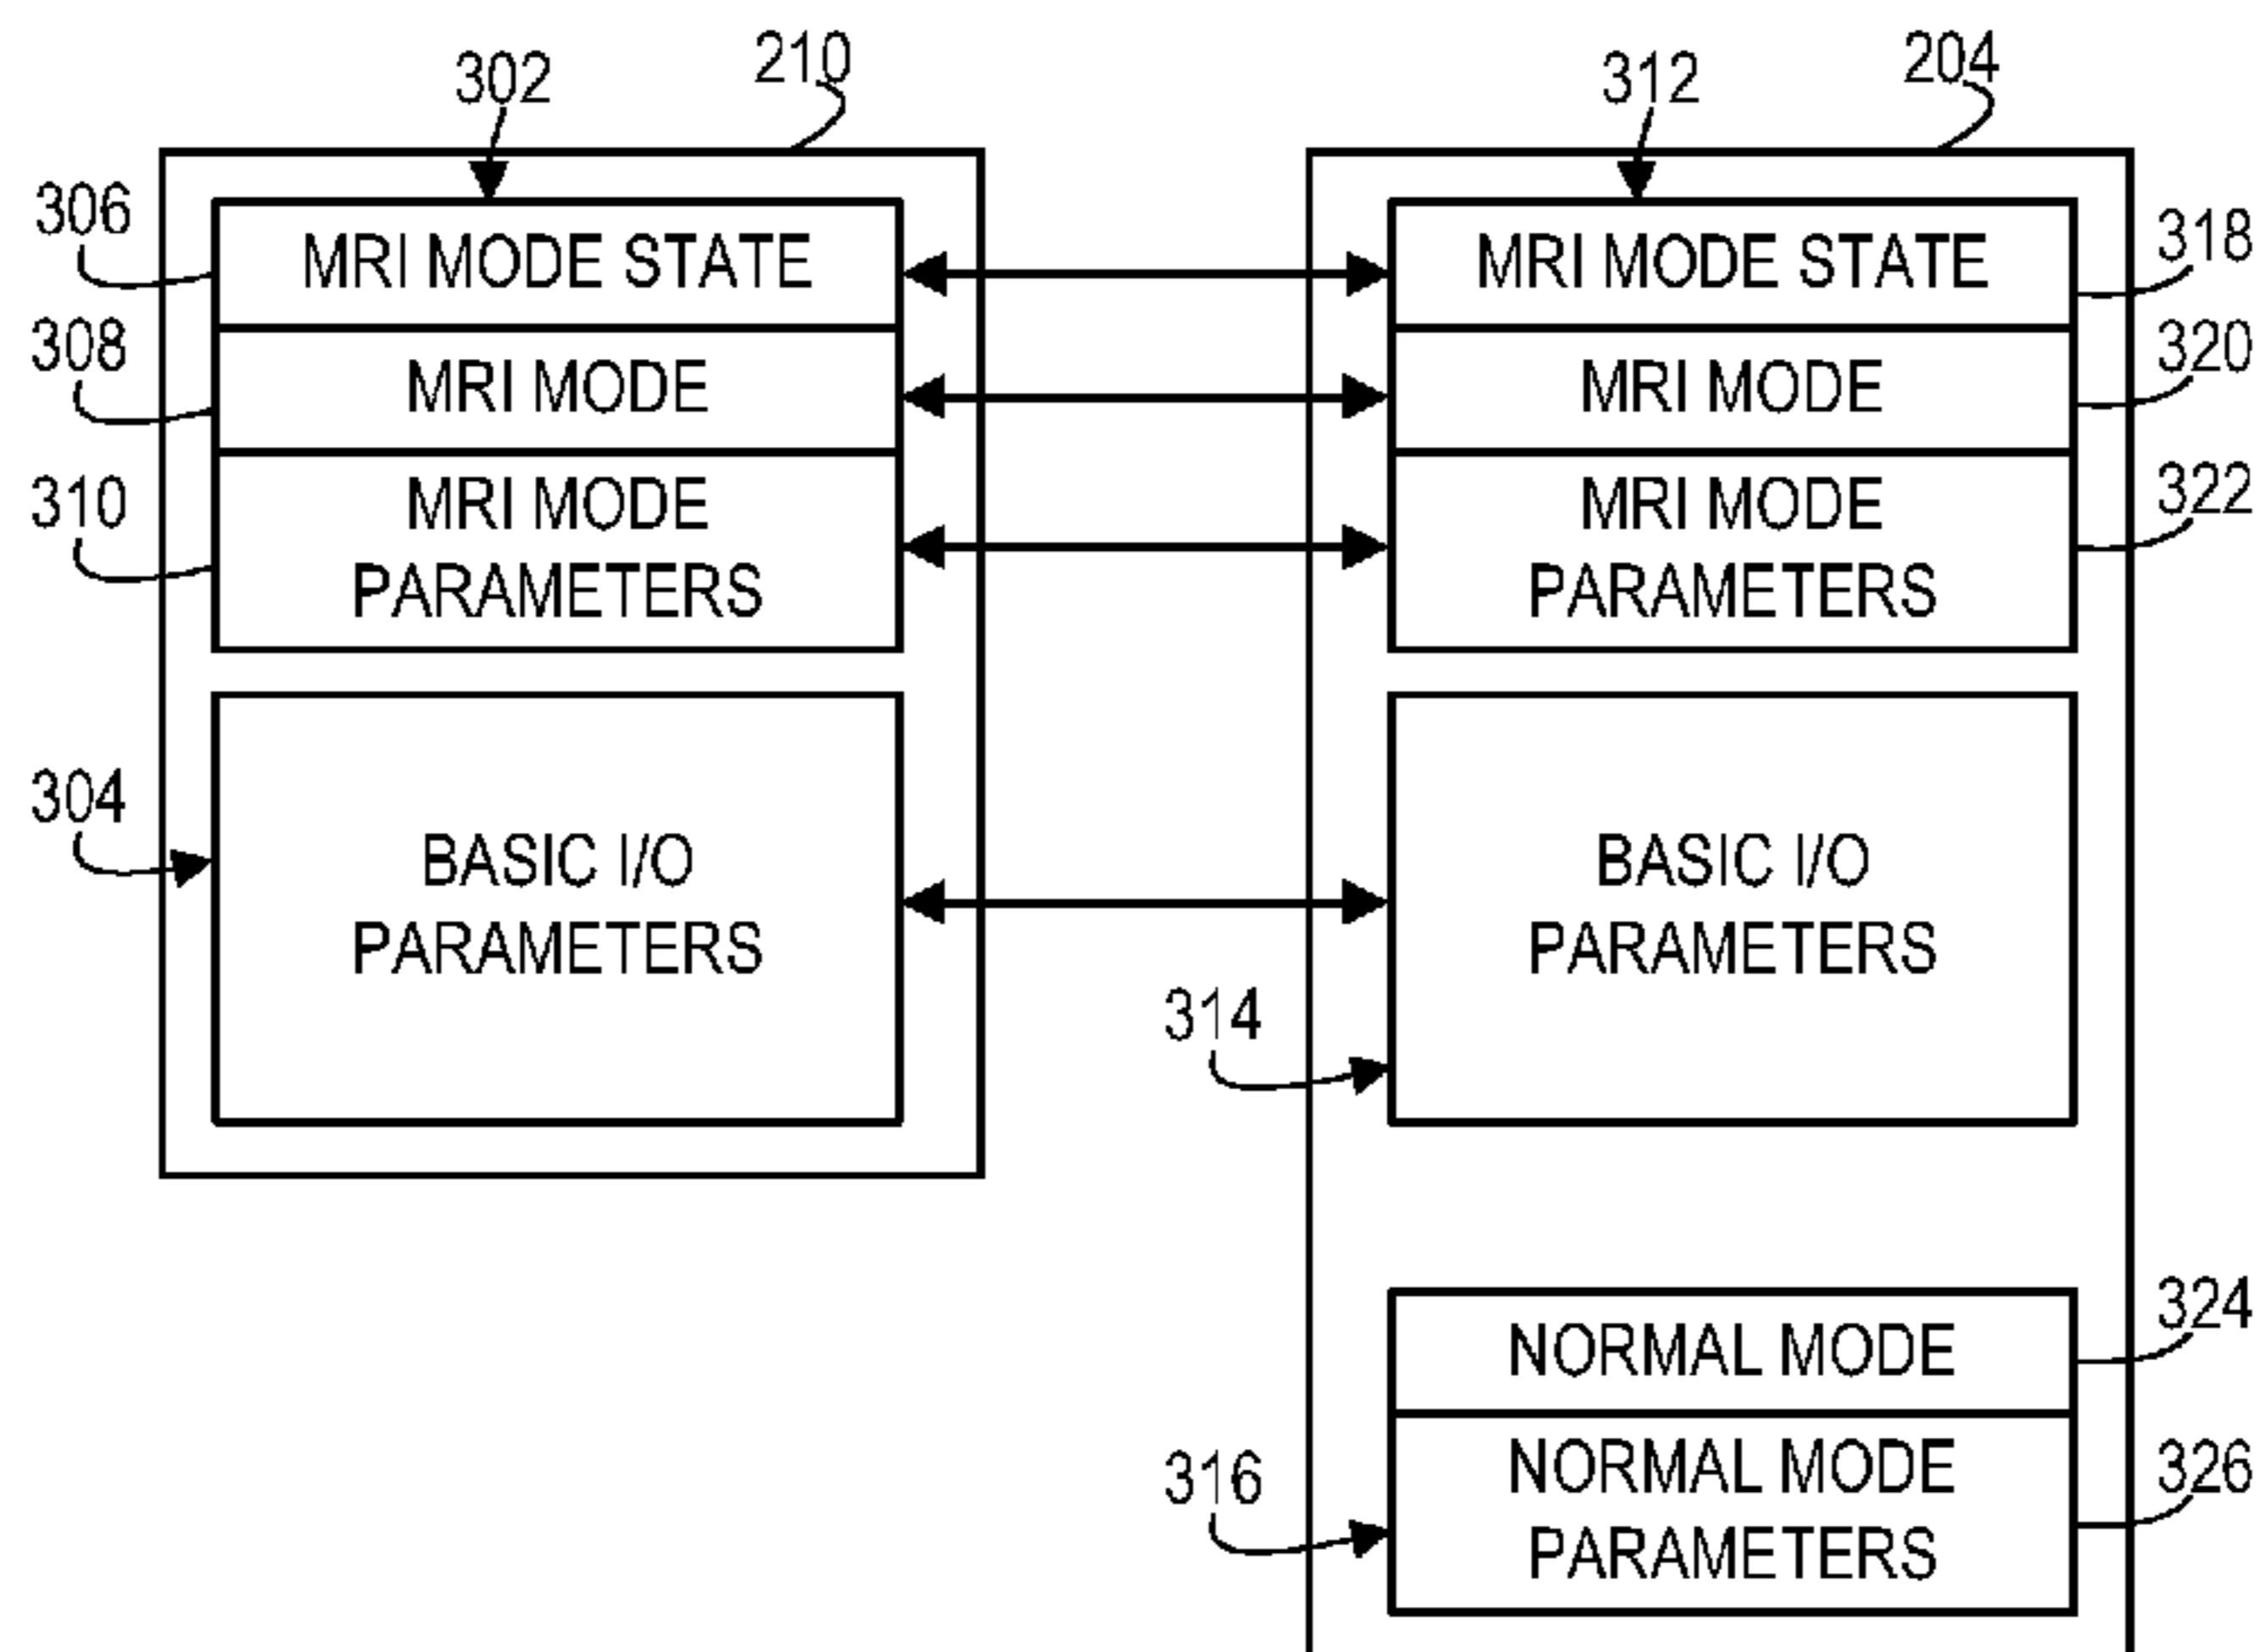 302
210
312
204
306
MRI MODE STATE
MRI MODE STATE
318
308
MRI MODE
MRI MODE
320
310
MRI MODE
PARAMETERS
MRI MODE
PARAMETERS
322
304
BASIC I/O
PARAMETERS
BASIC I/O
PARAMETERS
314
NORMAL MODE
324
316
NORMAL MODE
PARAMETERS
326